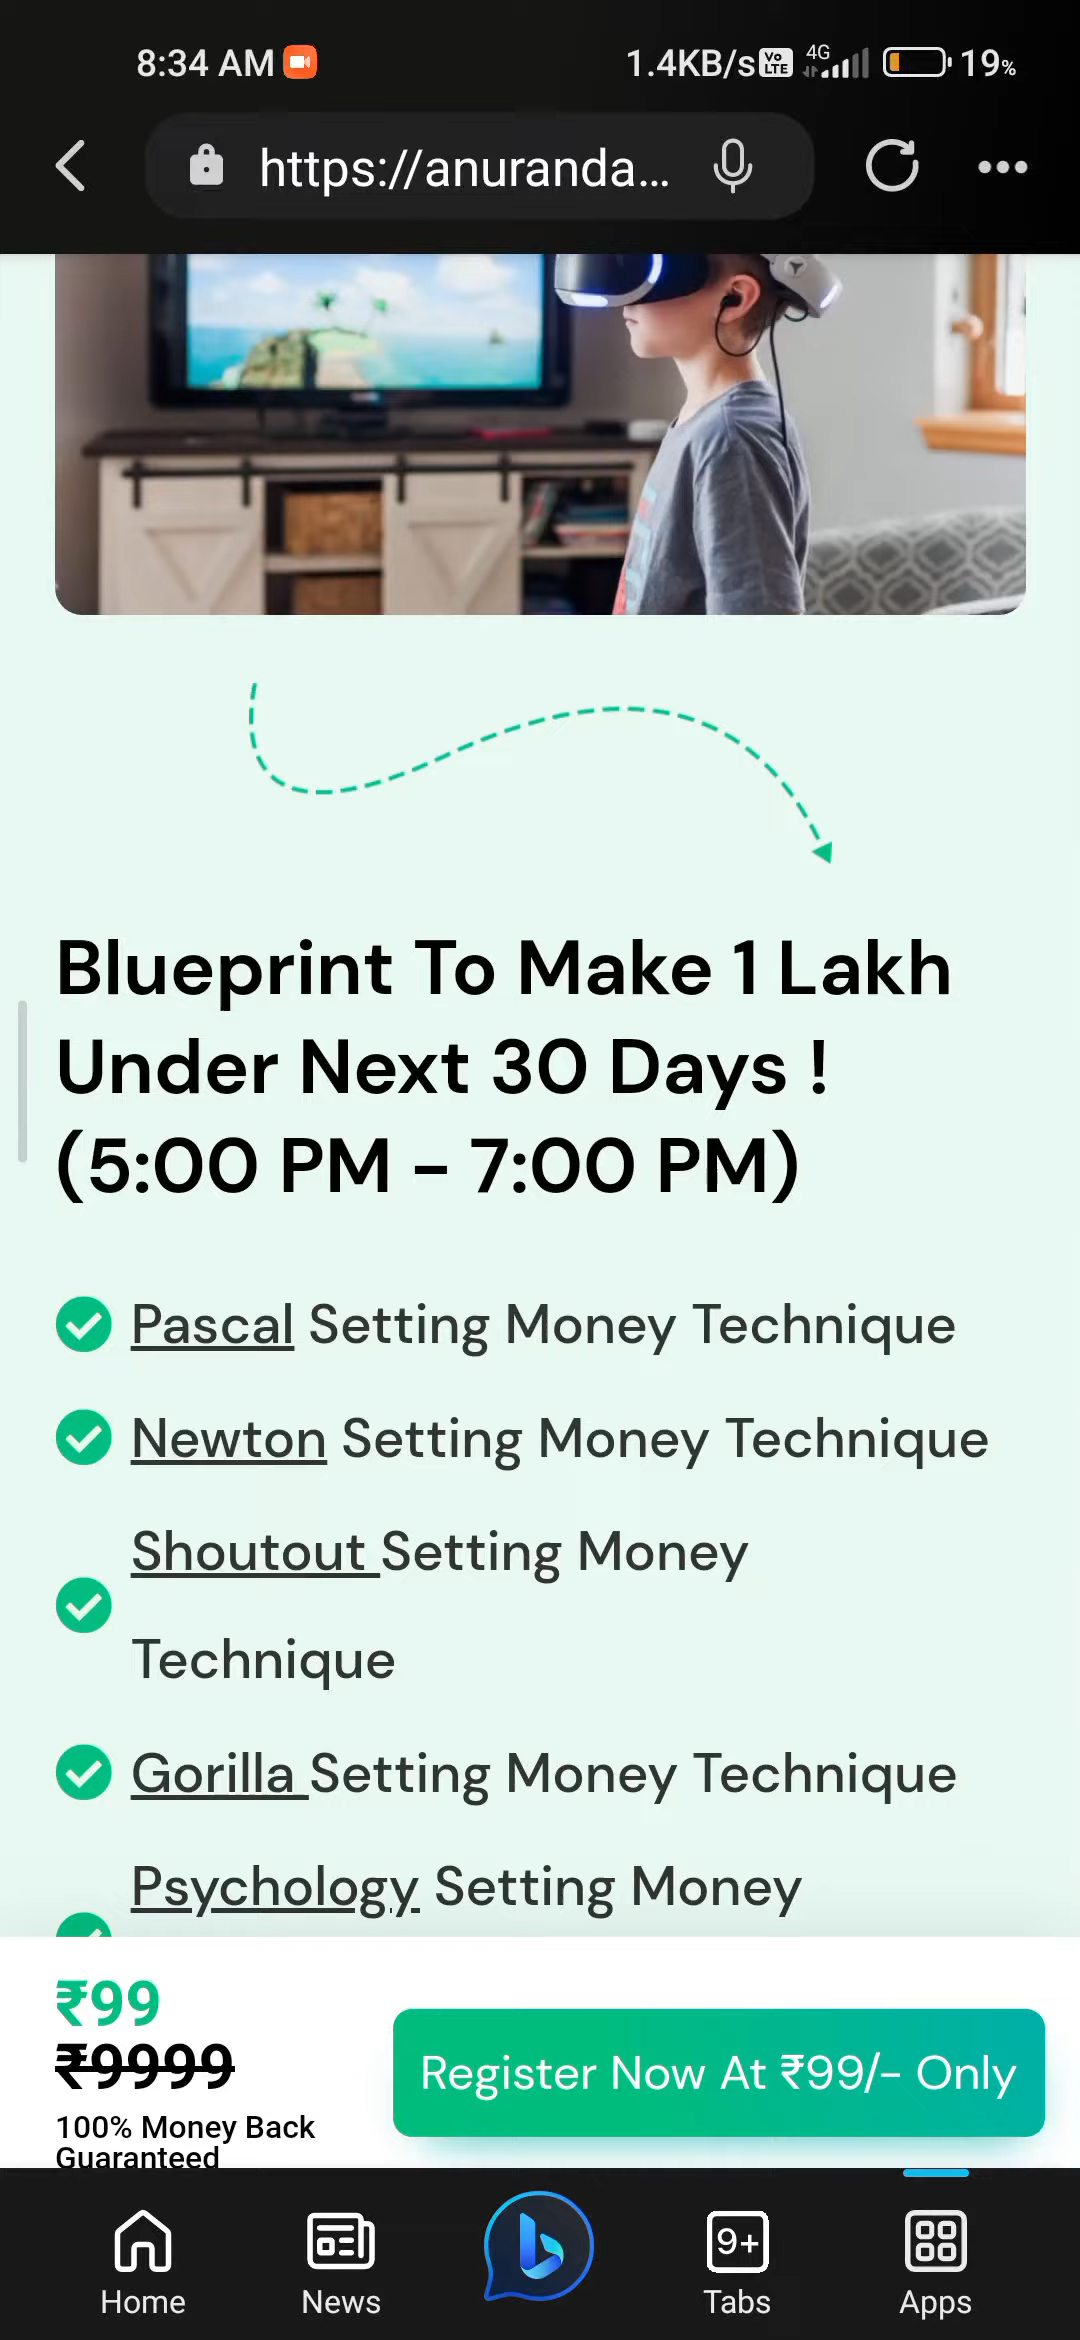 8:34 AM
1.4KB/s Vo LTE 4G 19%
https://anuranda...
Blueprint To Make 1 Lakh
Under Next 30 Days !
(5:00 PM - 7:00 PM)
Pascal Setting Money Technique
Newton Setting Money Technique
Shoutout Setting Money
Technique
Gorilla Setting Money Technique
Psychology Setting Money
₹99
₹9999
100% Money Back
Guaranteed
Register Now At ₹99/- Only
9+
Home News Tabs Apps